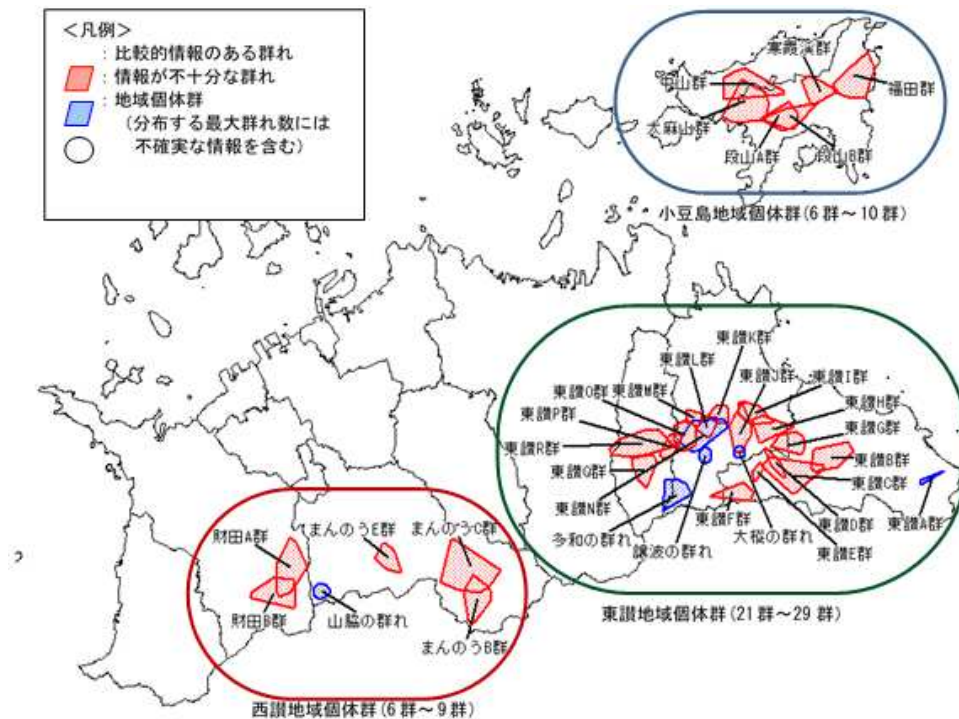 <凡例>
: 比較的情報のある群れ
: 情報が不十分な群れ
: 地域個体群
(分布する最大群れ数には
不確実な情報を含む)
寒霞渓群
中山群
福田群
太麻山群
段山A群
段山B群
小豆島地域個体群(6群~10群)
東讃K群
東讃L群
東讃J群
東讃O群
東讃M群
東讃I群
東讃P群
東讃H群
東讃G群
東讃R群
東讃B群
東讃Q群
東讃C群
東讃N群
東讃F群
東讃D群
東讃A群
多和の群れ
譲波の群れ
大樅の群れ
東讃E群
東讃地域個体群(21群~29群)
財田A群
まんのうE群
まんのうC群
財田B群
山脇の群れ
まんのうB群
西讃地域個体群(6群~9群)